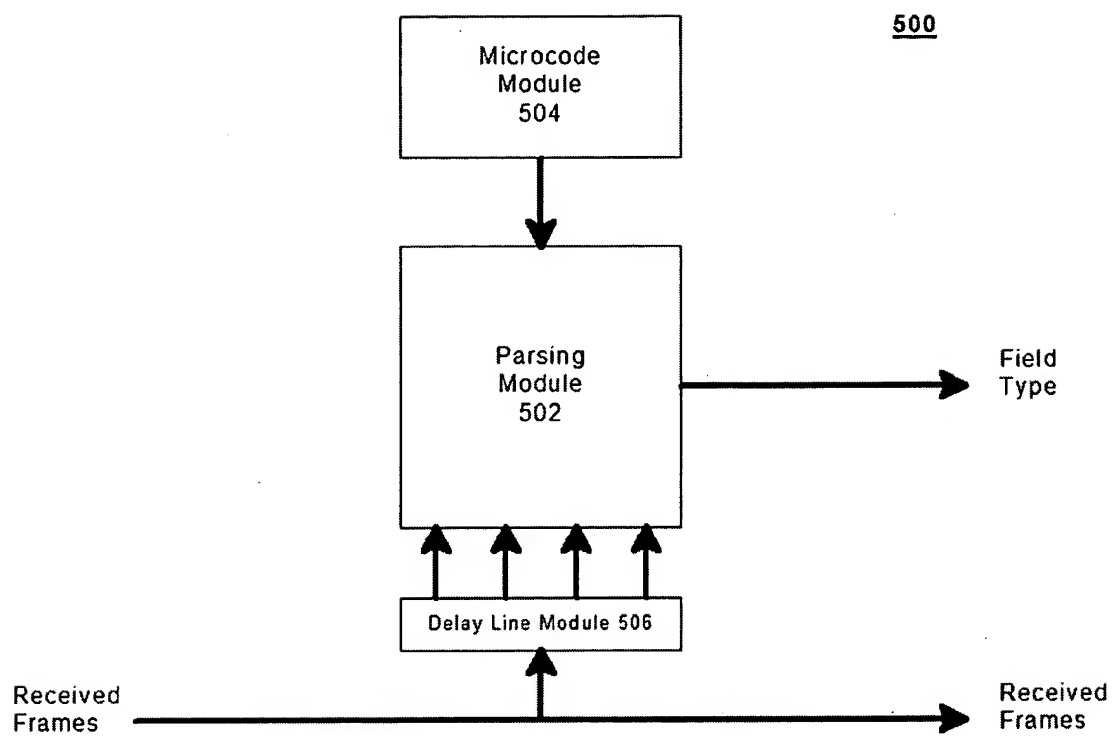 500
Microcode
Module
504
Parsing
Module
502
Field
Type
Delay Line Module 506
Received
Frames
Received
Frames